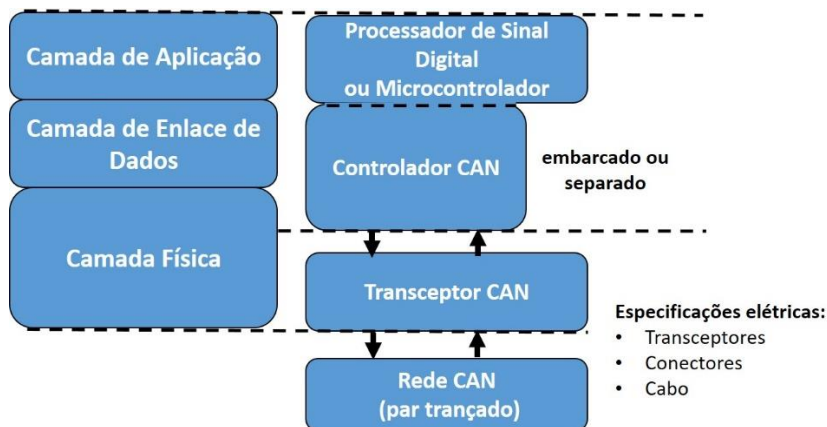 Camada de Aplicação
Camada de Enlace de
Dados
Camada Física
Processador de Sinal
Digital
ou Microcontrolador
Controlador CAN
embarcado ou
separado
Transceptor CAN
Rede CAN
(par trançado)
Especificações elétricas:
• Transceptores
• Conectores
• Cabo